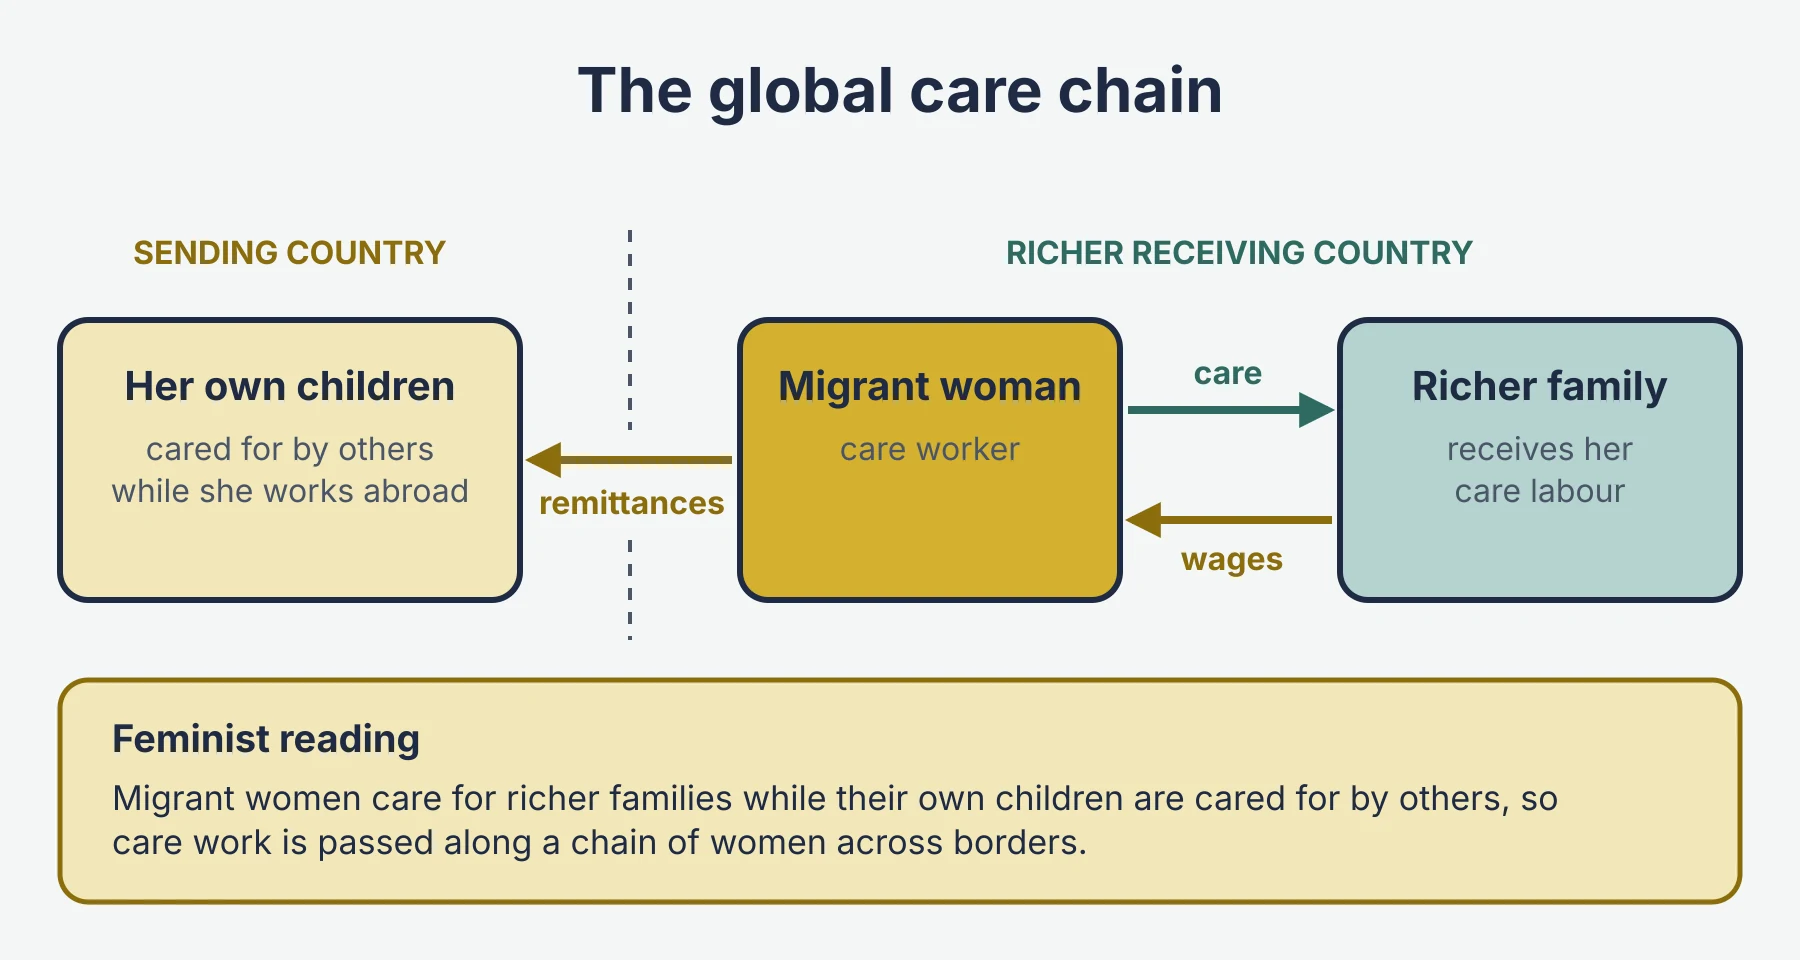 The global care chain
SENDING COUNTRY
RICHER RECEIVING COUNTRY
Her own children
cared for by others
while she works abroad
remittances
Migrant woman
care worker
care
wages
Richer family
receives her
care labour
Feminist reading
Migrant women care for richer families while their own children are cared for by others, so
care work is passed along a chain of women across borders.